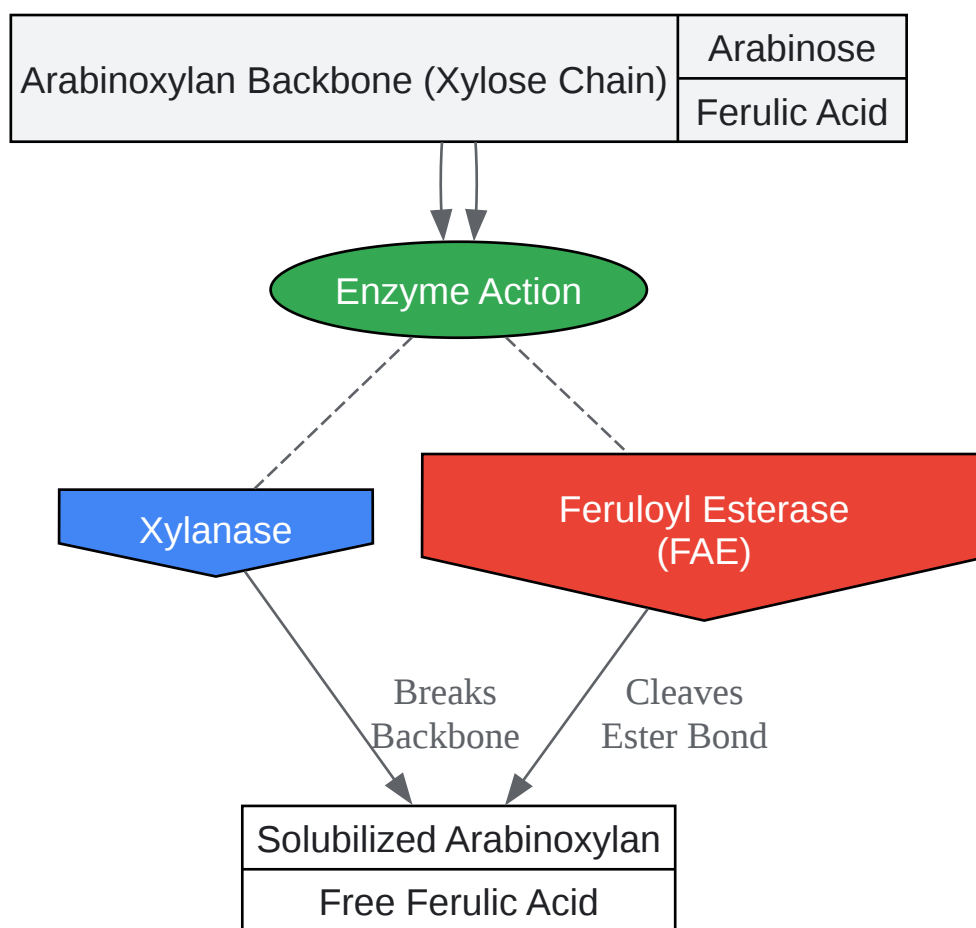 Arabinoxylan Backbone (Xylose Chain)
Arabinose
Ferulic Acid
Enzyme Action
Xylanase
Feruloyl Esterase
(FAE)
Breaks
Backbone
Cleaves
Ester Bond
Solubilized Arabinoxylan
Free Ferulic Acid